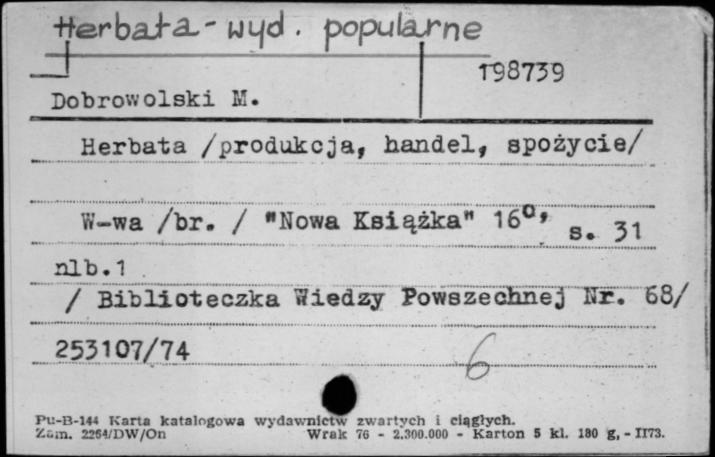 Herbata - wyd. popularne
198739
Dobrowolski M.
Herbata /produkcja, handel, spożycie/
W-wa /br. / "Nowa Książka" 16°, s. 31
nlb.1
/ Biblioteczka Wiedzy Powszechnej Nr. 68/
253107/74 6
Pu-B-144 Karta katalogowa wydawnictw zwartych i ciągłych.
Zam. 2264/DW/On Wrak 76 - 2.300.000 - Karton 5 kl. 180 g, - II73.